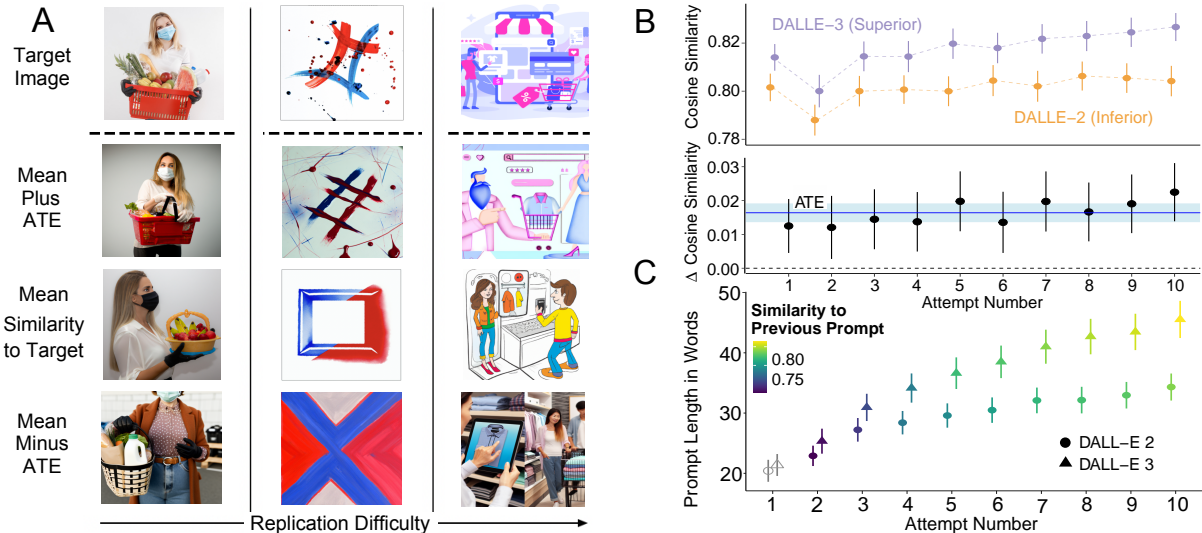 A
Target
Image
Mean
Plus
ATE
Mean
Similarity
to Target
Mean
Minus
ATE
Replication Difficulty
B
Cosine Similarity
0.82
0.80
0.78
DALLE−3 (Superior)
DALLE−2 (Inferior)
Δ Cosine Similarity
0.03
0.02
0.01
0.00
ATE
1 2 3 4 5 6 7 8 9 10
Attempt Number
C
Prompt Length in Words
50
40
30
20
Similarity to
Previous Prompt
0.80
0.75
DALL−E 2
DALL−E 3
1 2 3 4 5 6 7 8 9 10
Attempt Number